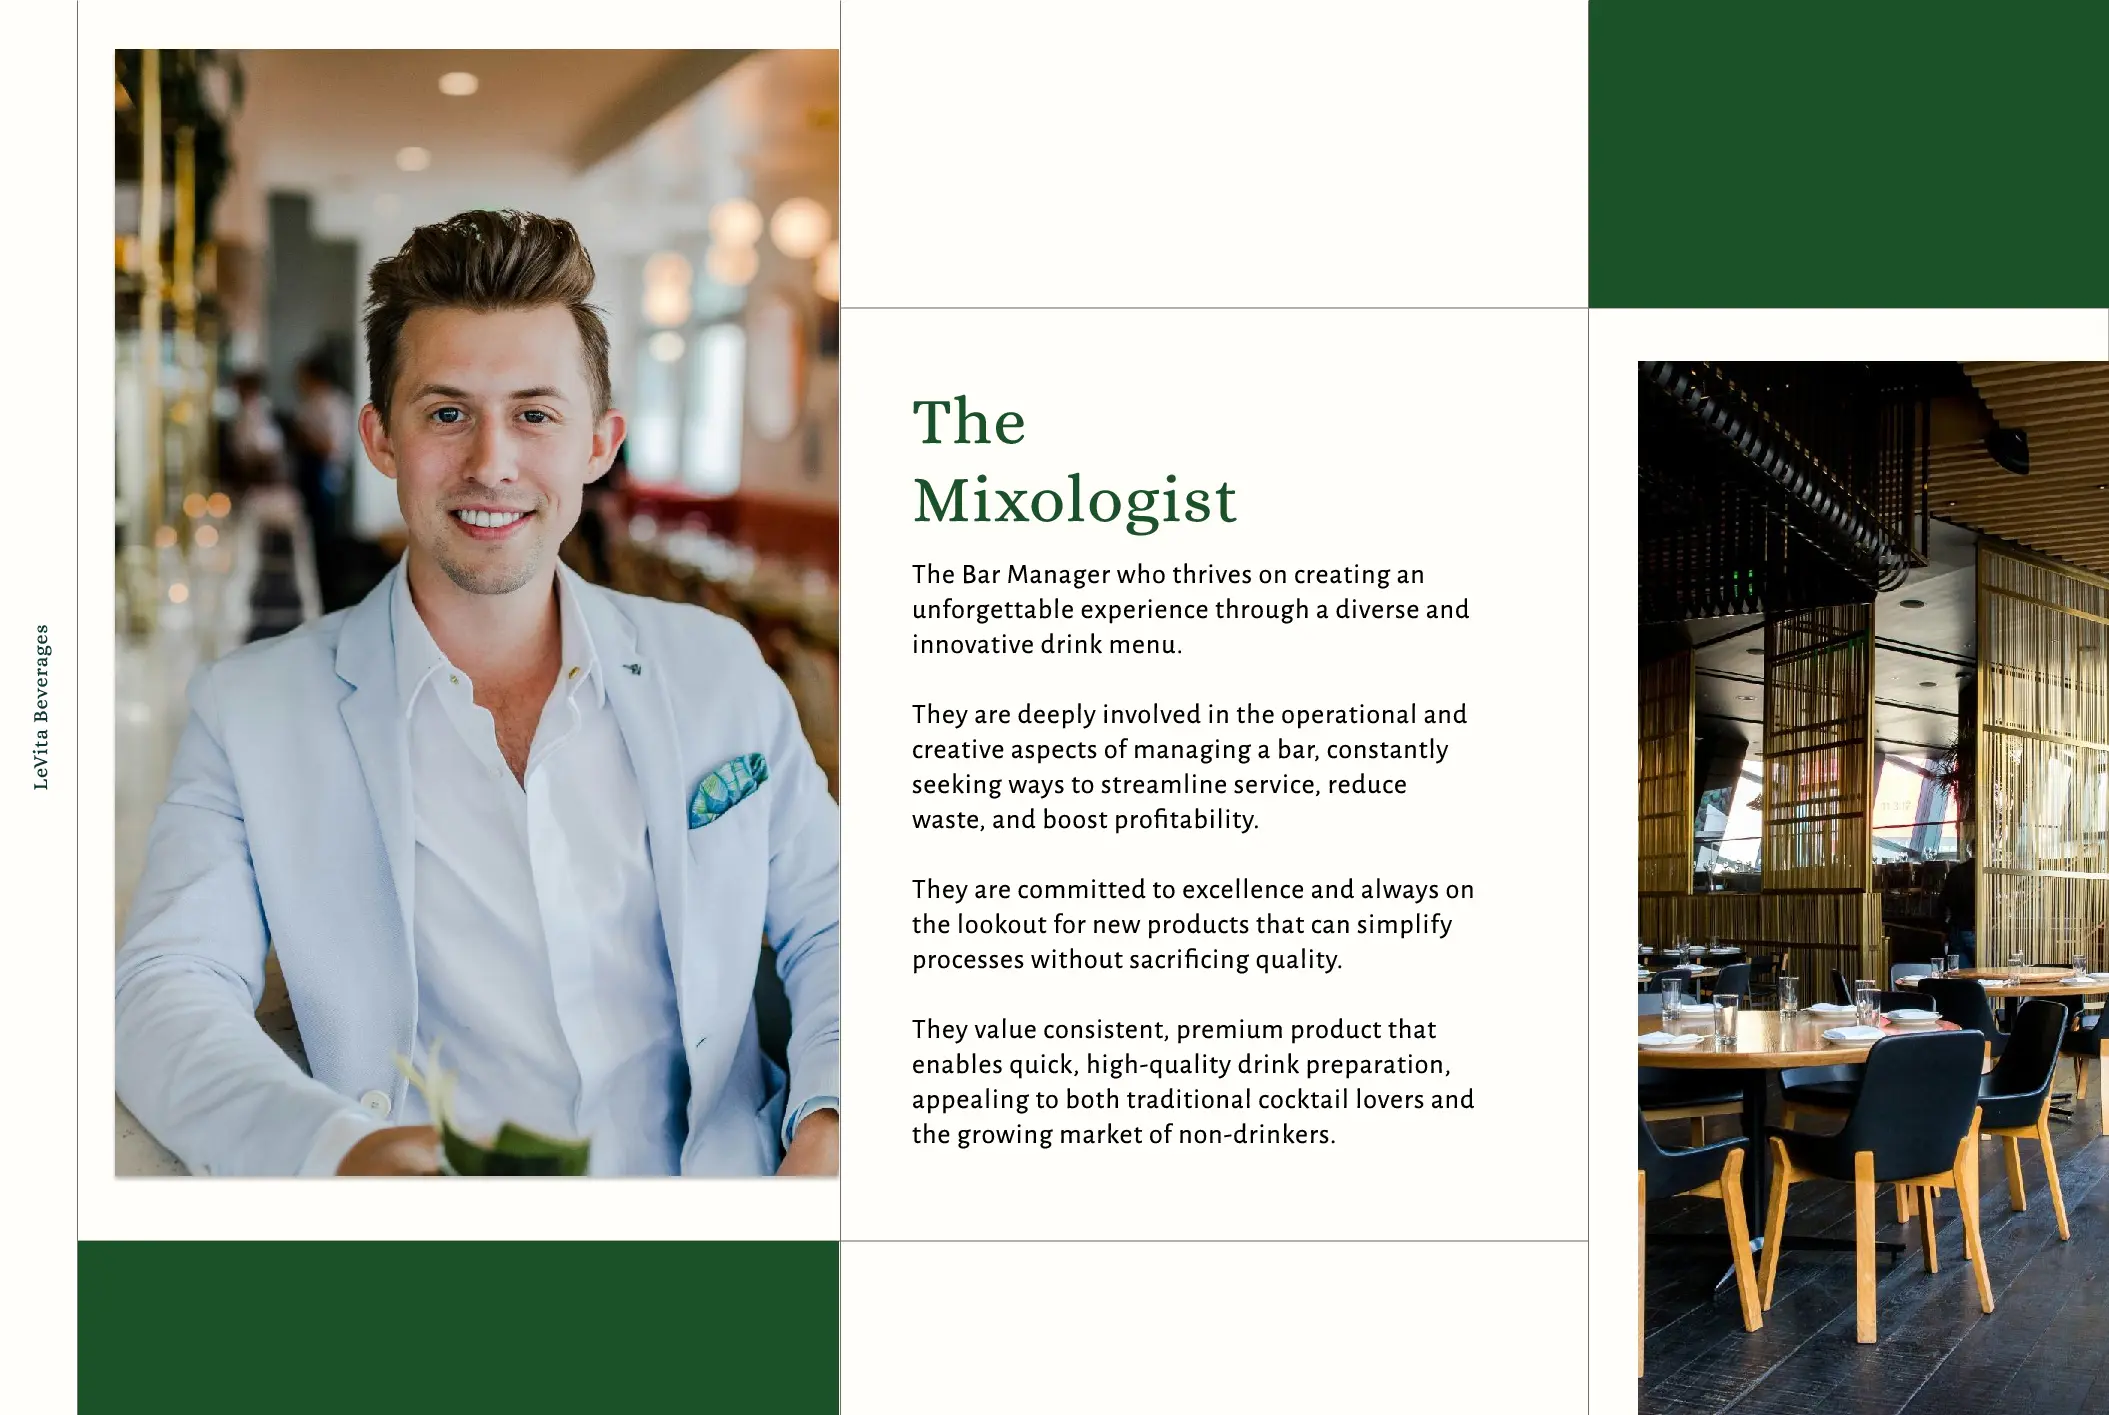 LeVita Beverages
The
Mixologist
The Bar Manager who thrives on creating an
unforgettable experience through a diverse and
innovative drink menu.
They are deeply involved in the operational and
creative aspects of managing a bar, constantly
seeking ways to streamline service, reduce
waste, and boost profitability.
They are committed to excellence and always on
the lookout for new products that can simplify
processes without sacrificing quality.
They value consistent, premium product that
enables quick, high-quality drink preparation,
appealing to both traditional cocktail lovers and
the growing market of non-drinkers.